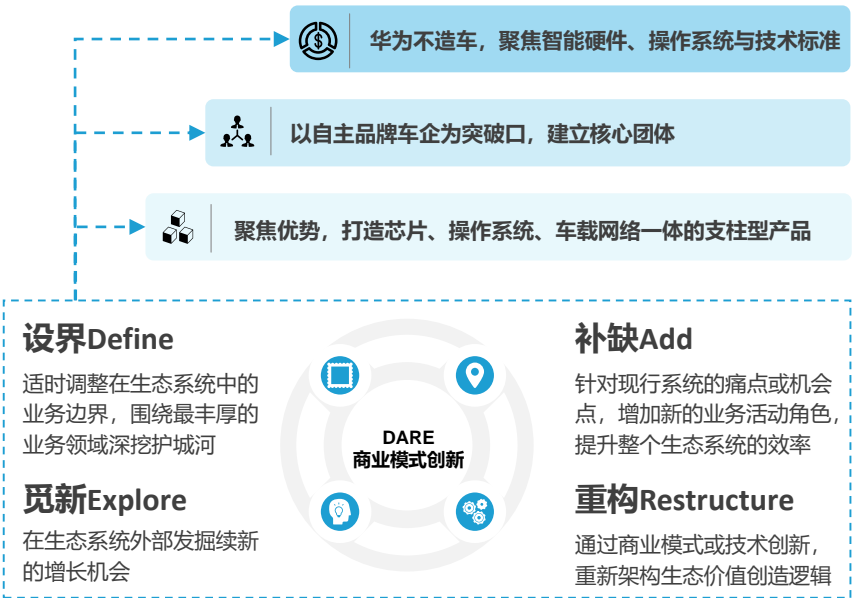 华为不造车，聚焦智能硬件、操作系统与技术标准
以自主品牌车企为突破口，建立核心团体
聚焦优势，打造芯片、操作系统、车载网络一体的支柱型产品
设界Define
适时调整在生态系统中的
业务边界，围绕最丰厚的
业务领域深挖护城河
补缺Add
针对现行系统的痛点或机会
点，增加新的业务活动角色，
提升整个生态系统的效率
DARE
商业模式创新
觅新Explore
在生态系统外部发掘续新
的增长机会
重构Restructure
通过商业模式或技术创新，
重新架构生态价值创造逻辑